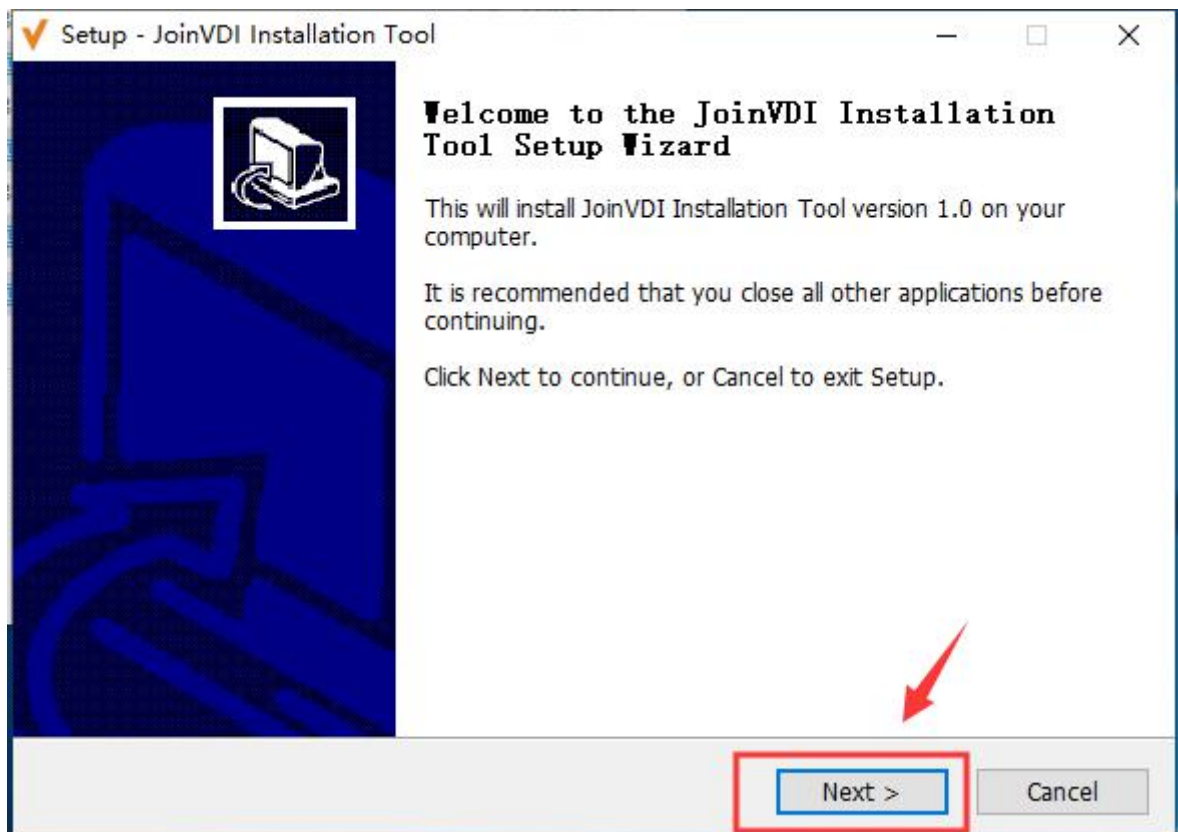 Setup - JoinVDI Installation Tool
Welcome to the JoinVDI Installation
Tool Setup Wizard
This will install JoinVDI Installation Tool version 1.0 on your
computer.
It is recommended that you close all other applications before
continuing.
Click Next to continue, or Cancel to exit Setup.
Next >
Cancel